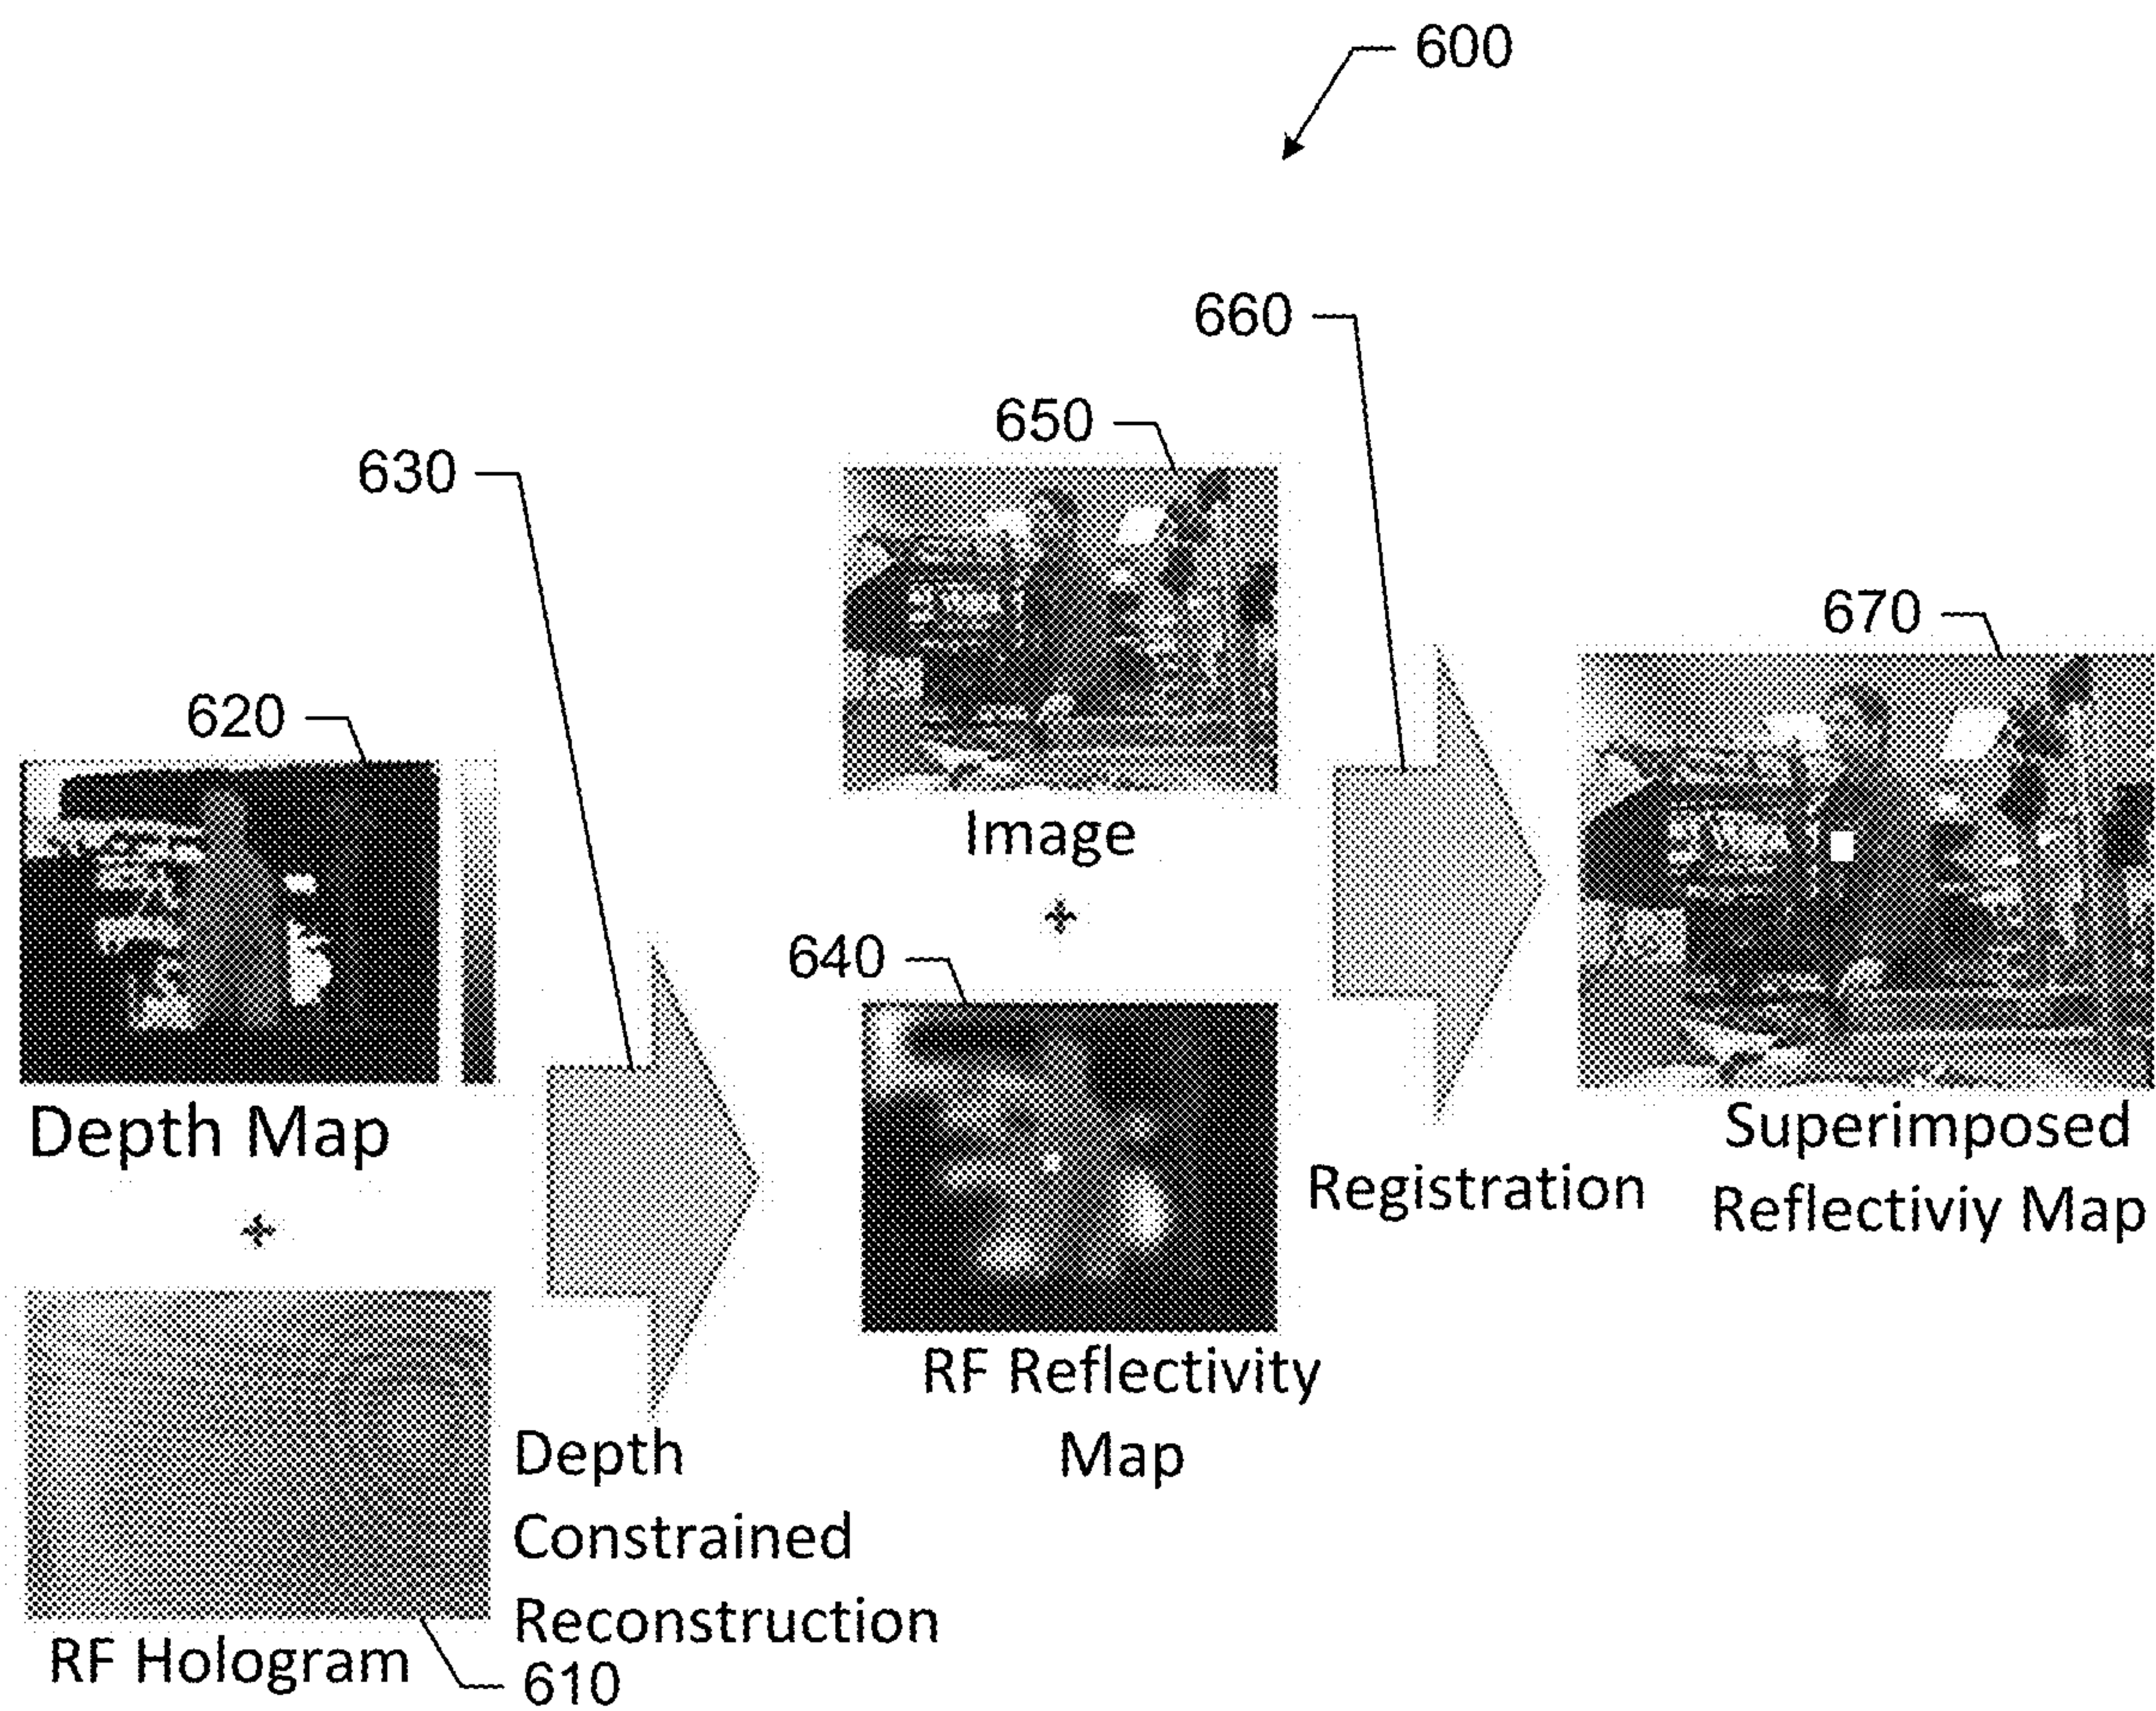 600
660
650
630
670
620
Image
640
Depth Map
Registration
Superimposed
Reflectiviy Map
RF Reflectivity
Map
Depth
Constrained
Reconstruction
RF Hologram
610